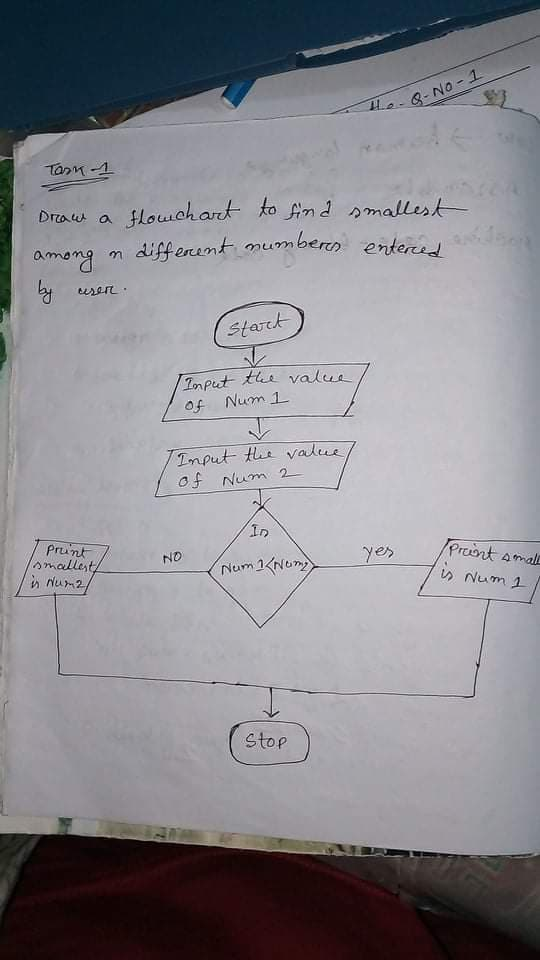 Q-NO-1
Task-1
Draw a flowchart to find smallest
among n different numbers entered
by user.
Start
Input the value
of Num 1
Input the value
of Num 2
Is
Num1<Num2
NO
yes
Print
smallest
is Num2
Print small
is Num 1
Stop